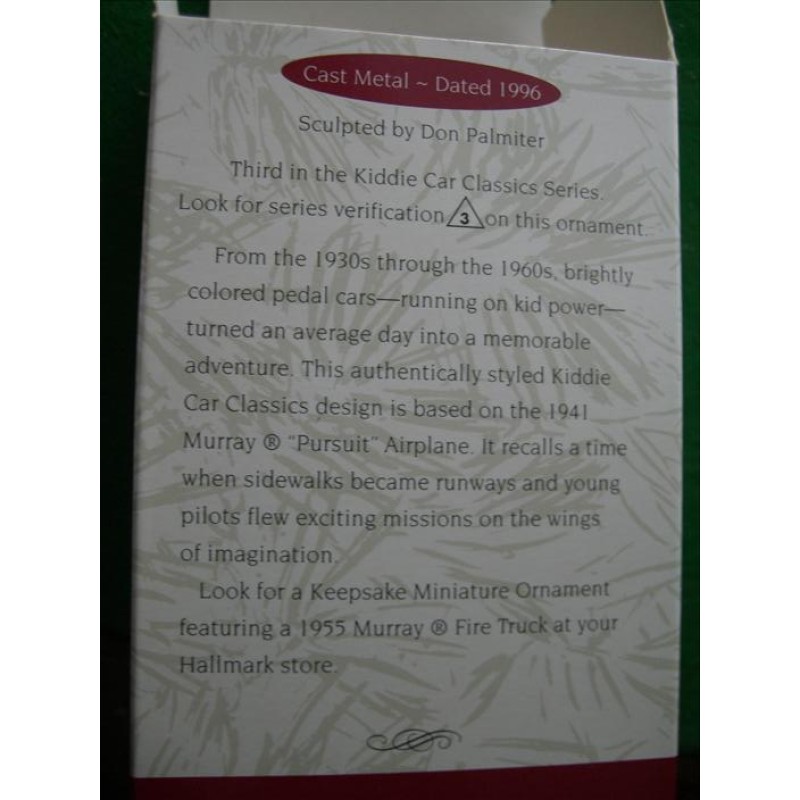 Cast Metal ~ Dated 1996
Sculpted by Don Palmiter
Third in the Kiddie Car Classics Series.
Look for series verification 3 on this ornament.
From the 1930s through the 1960s, brightly
colored pedal cars—running on kid power—
turned an average day into a memorable
adventure. This authentically styled Kiddie
Car Classics design is based on the 1941
Murray ® "Pursuit" Airplane. It recalls a time
when sidewalks became runways and young
pilots flew exciting missions on the wings
of imagination.
Look for a Keepsake Miniature Ornament
featuring a 1955 Murray ® Fire Truck at your
Hallmark store.